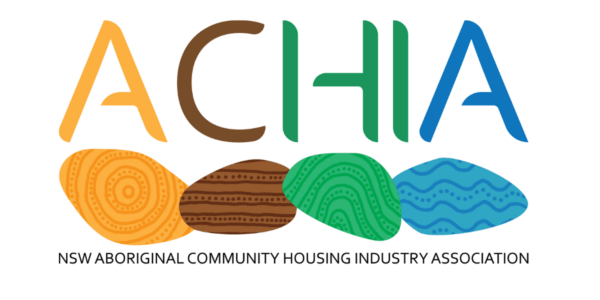 ACHIA
NSW ABORIGINAL COMMUNITY HOUSING INDUSTRY ASSOCIATION